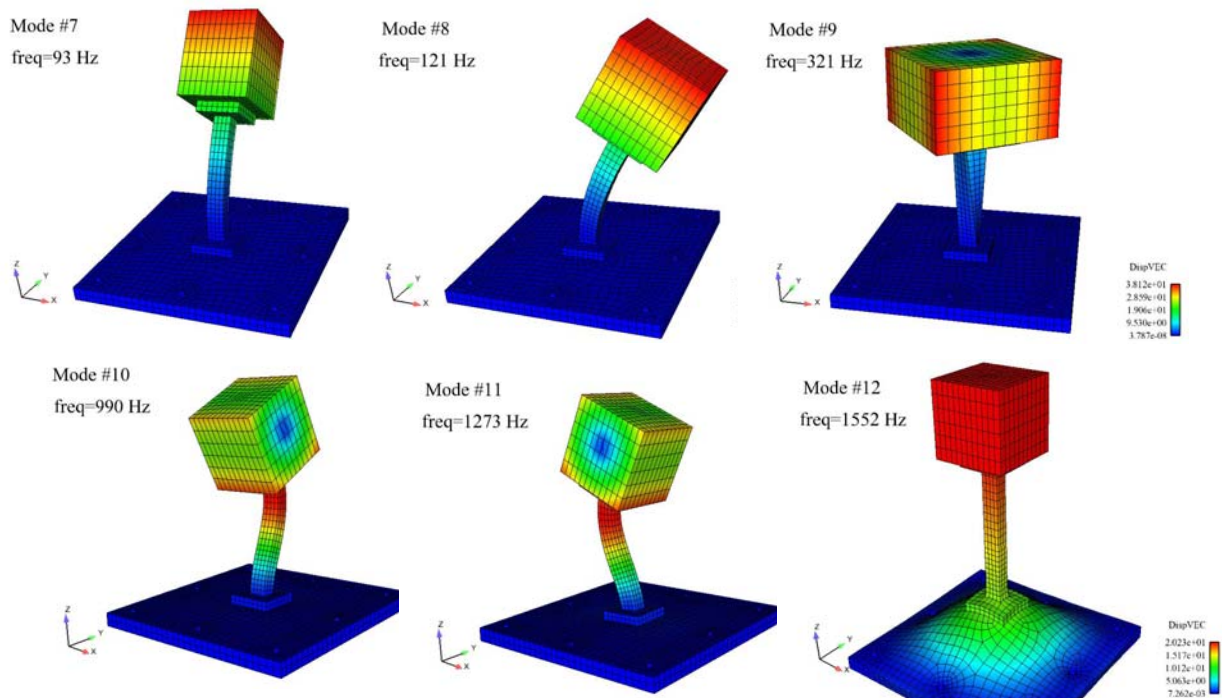 Mode #7
freq=93 Hz
Mode #8
freq=121 Hz
Mode #9
freq=321 Hz
Z
Y
X
Z
Y
X
Z
Y
X
DispVEC
3.812e+01
2.859e+01
1.906e+01
9.530e+00
3.787e-08
Mode #10
freq=990 Hz
Mode #11
freq=1273 Hz
Mode #12
freq=1552 Hz
Z
Y
X
Z
Y
X
Z
Y
X
DispVEC
2.023e+01
1.517e+01
1.012e+01
5.063e+00
7.262e-03